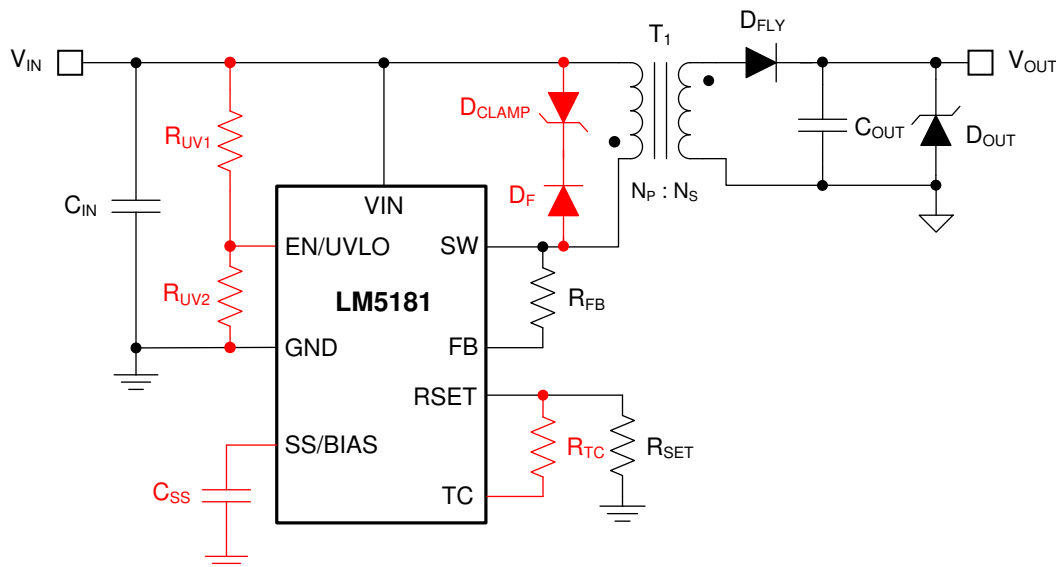 D_FLY
T_1
V_IN
V_OUT
D_CLAMP
R_UV1
C_OUT
D_OUT
N_P : N_S
D_F
C_IN
VIN
EN/UVLO
SW
R_UV2
LM5181
R_FB
GND
FB
RSET
SS/BIAS
R_TC
R_SET
C_SS
TC